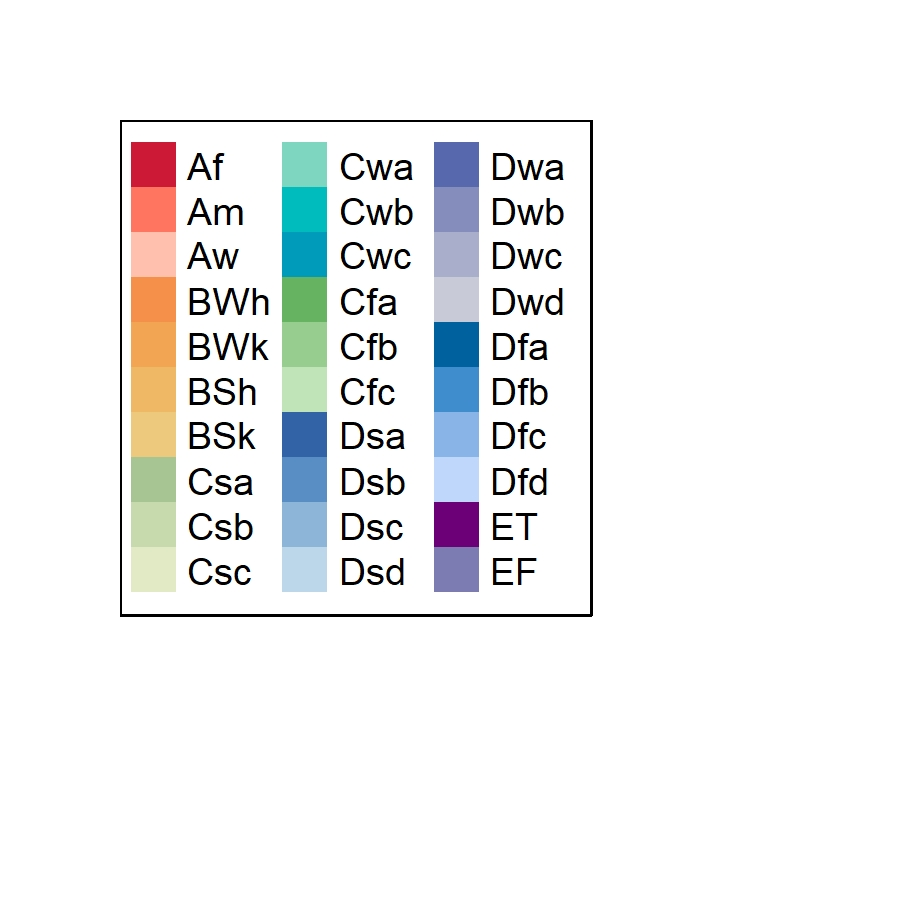 Af
Am
Aw
BWh
BWk
BSh
BSk
Csa
Csb
Csc
Cwa
Cwb
Cwc
Cfa
Cfb
Cfc
Dsa
Dsb
Dsc
Dsd
Dwa
Dwb
Dwc
Dwd
Dfa
Dfb
Dfc
Dfd
ET
EF